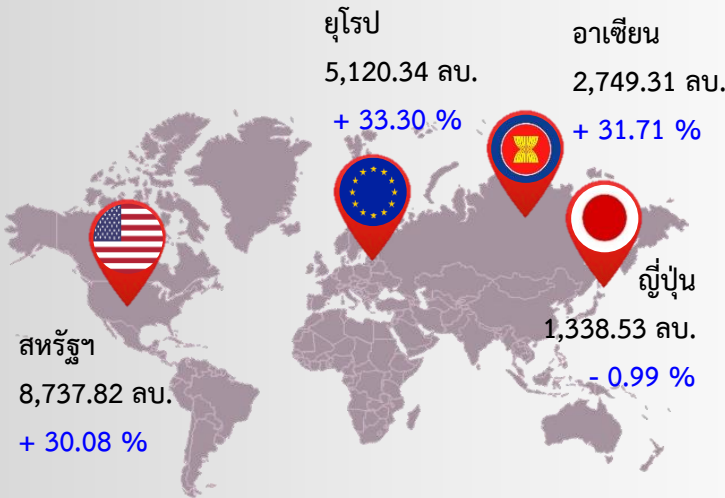 ยุโรป
5,120.34 ลบ.
+ 33.30 %
อาเซียน
2,749.31 ลบ.
+ 31.71 %
ญี่ปุ่น
1,338.53 ลบ.
- 0.99 %
สหรัฐฯ
8,737.82 ลบ.
+ 30.08 %